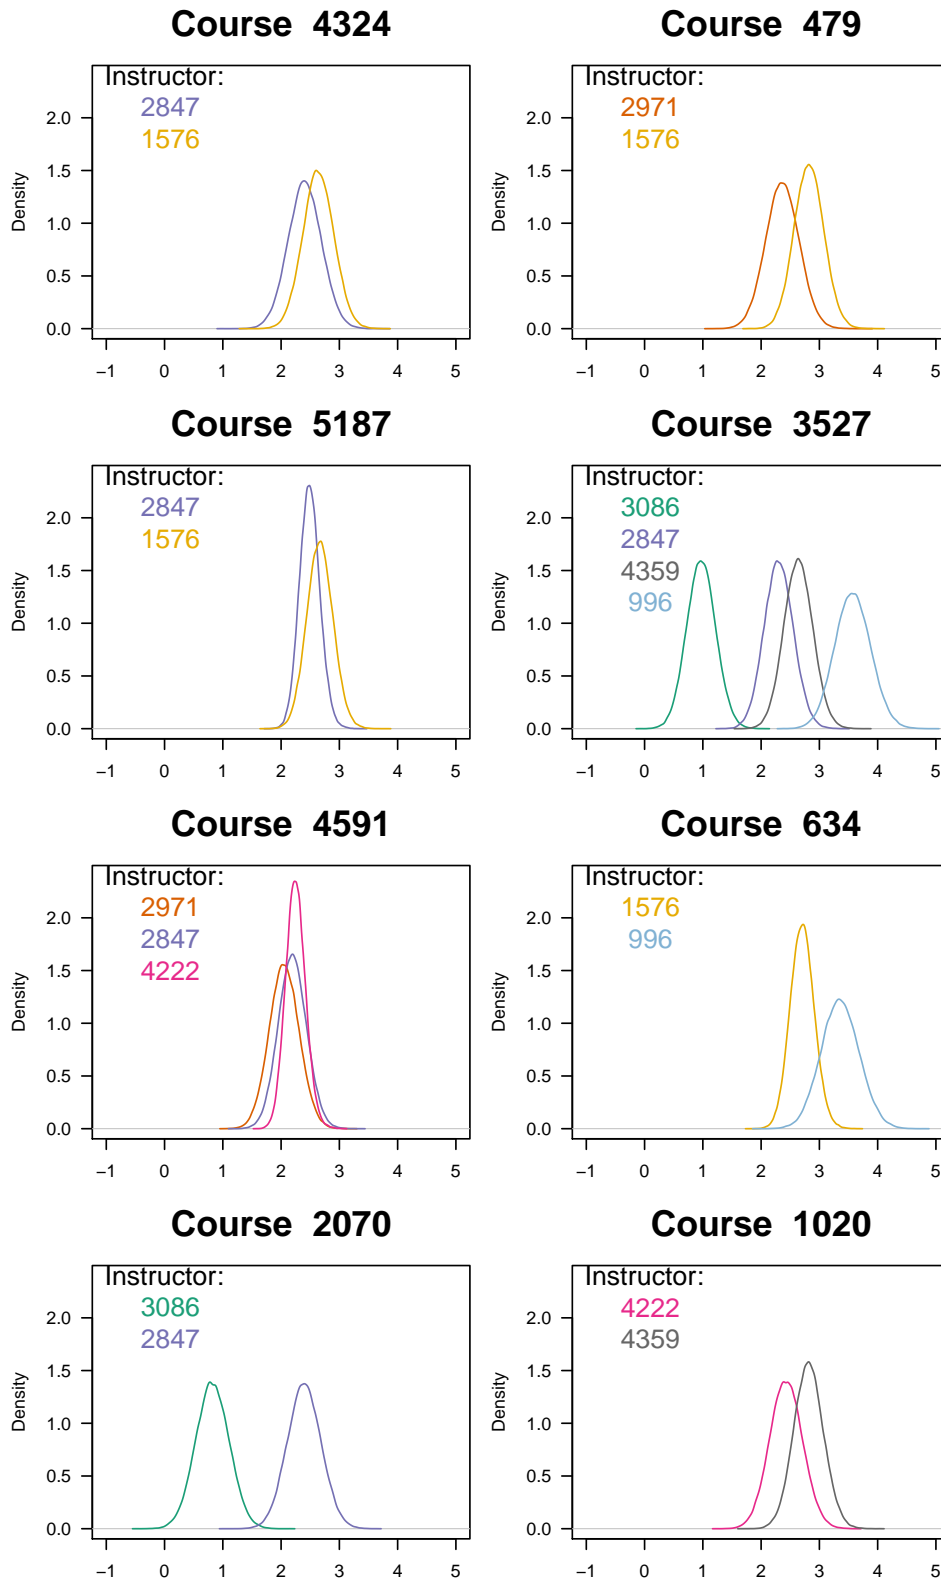 Course 4324
Instructor:
2847
1576
Density
2.0
1.5
1.0
0.5
0.0
−1 0 1 2 3 4 5
Course 479
Instructor:
2971
1576
Density
2.0
1.5
1.0
0.5
0.0
−1 0 1 2 3 4 5
Course 5187
Instructor:
2847
1576
Density
2.0
1.5
1.0
0.5
0.0
−1 0 1 2 3 4 5
Course 3527
Instructor:
3086
2847
4359
996
Density
2.0
1.5
1.0
0.5
0.0
−1 0 1 2 3 4 5
Course 4591
Instructor:
2971
2847
4222
Density
2.0
1.5
1.0
0.5
0.0
−1 0 1 2 3 4 5
Course 634
Instructor:
1576
996
Density
2.0
1.5
1.0
0.5
0.0
−1 0 1 2 3 4 5
Course 2070
Instructor:
3086
2847
Density
2.0
1.5
1.0
0.5
0.0
−1 0 1 2 3 4 5
Course 1020
Instructor:
4222
4359
Density
2.0
1.5
1.0
0.5
0.0
−1 0 1 2 3 4 5